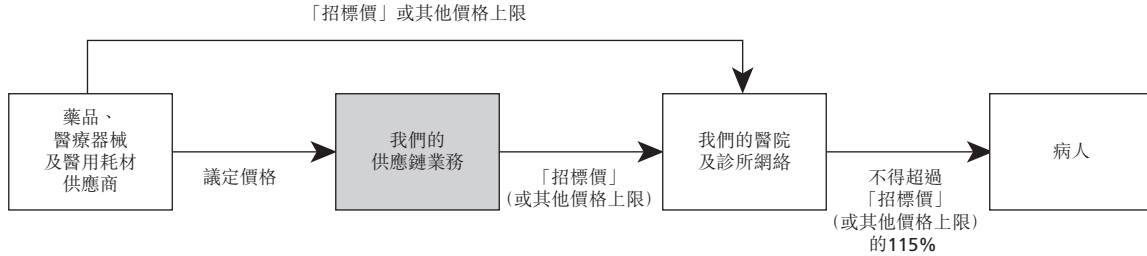 「招標價」或其他價格上限
藥品、
醫療器械
及醫用耗材
供應商
議定價格
我們的
供應鏈業務
「招標價」
(或其他價格上限)
我們的醫院
及診所網絡
不得超過
「招標價」
(或其他價格上限)
的115%
病人